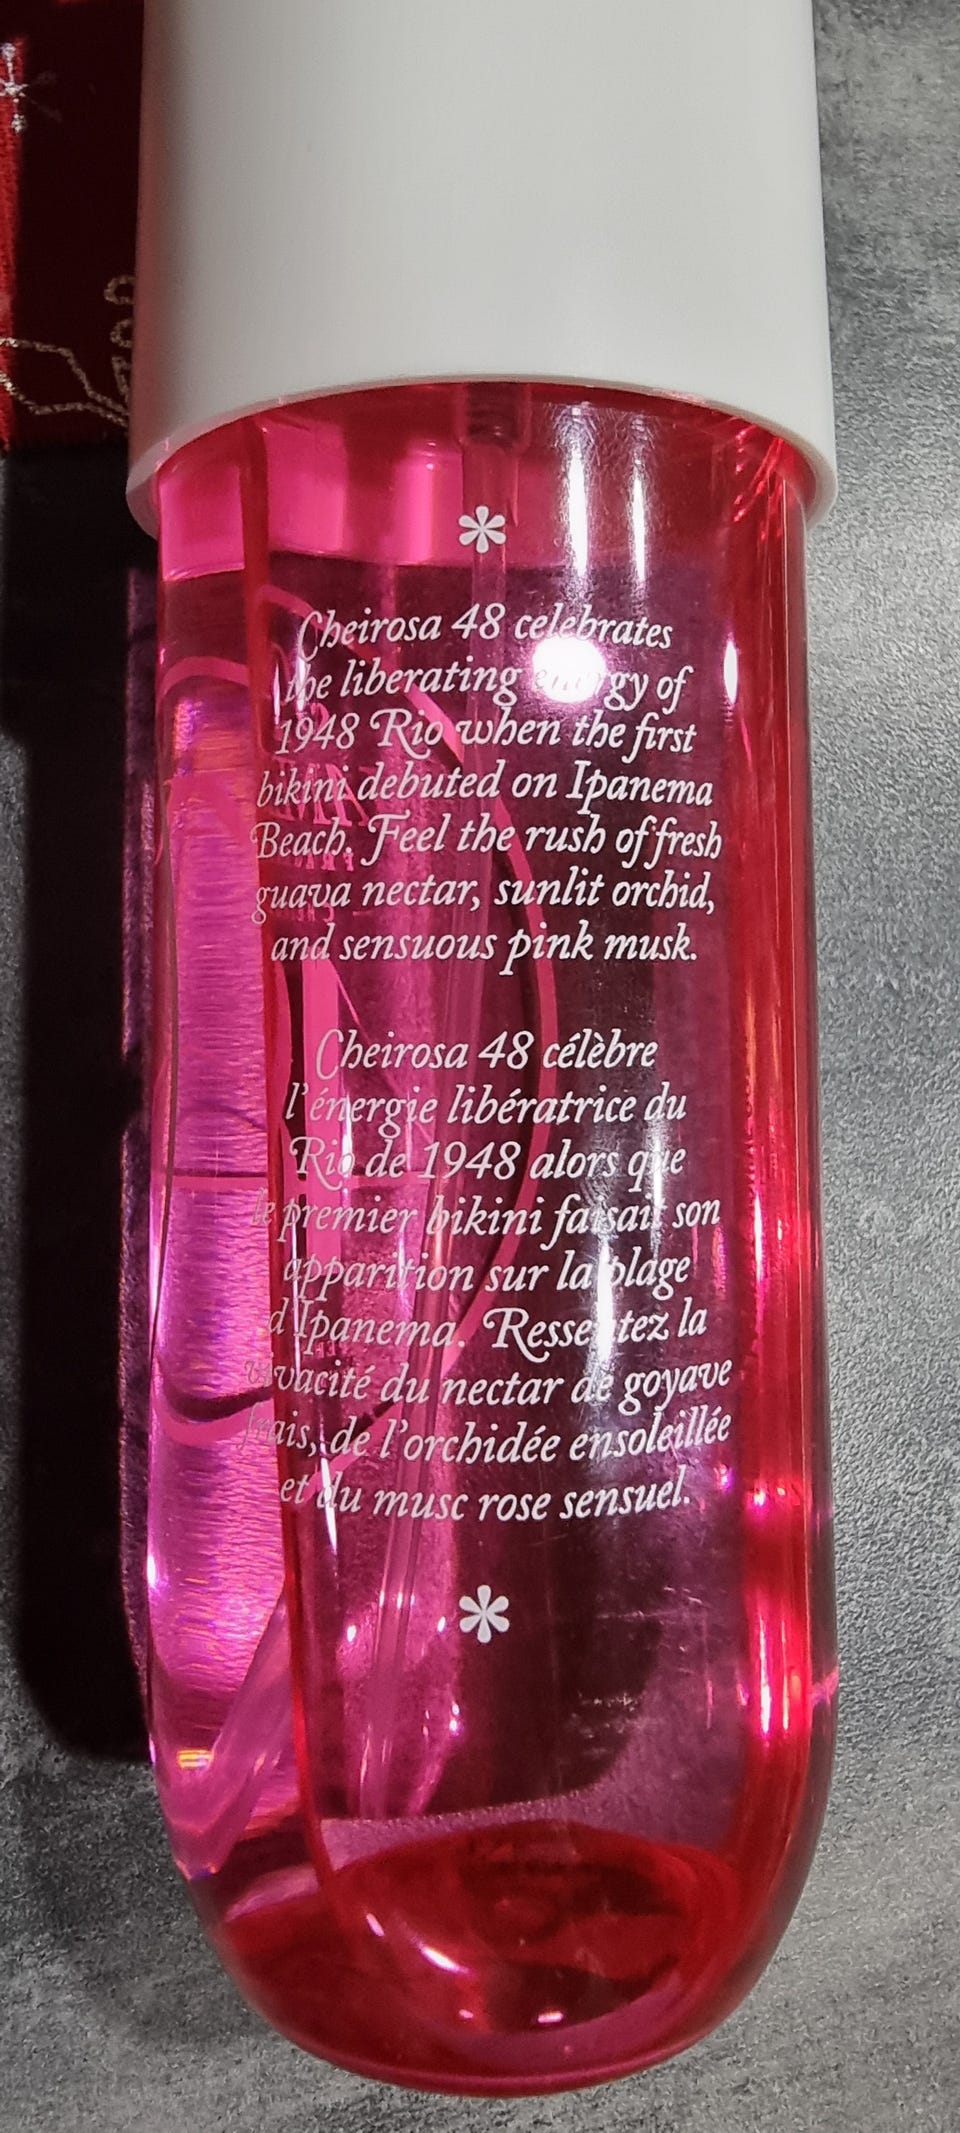 Cheirosa 48 celebrates
the liberating energy of
1948 Rio when the first
bikini debuted on Ipanema
Beach. Feel the rush of fresh
guava nectar, sunlit orchid,
and sensuous pink musk.
Cheirosa 48 célèbre
l'énergie libératrice du
Rio de 1948 alors que
le premier bikini faisait son
apparition sur la plage
d'Ipanema. Ressentez la
vivacité du nectar de goyave
frais, de l'orchidée ensoleillée
et du musc rose sensuel.